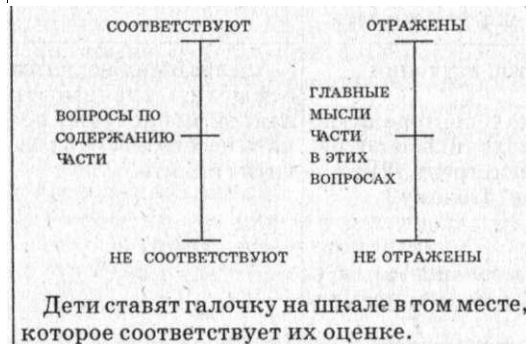 СООТВЕТСТВУЮТ
ВОПРОСЫ ПО
СОДЕРЖАНИЮ
ЧАСТИ
НЕ СООТВЕТСТВУЮТ
ОТРАЖЕНЫ
ГЛАВНЫЕ
МЫСЛИ
ЧАСТИ
В ЭТИХ
ВОПРОСАХ
НЕ ОТРАЖЕНЫ
Дети ставят галочку на шкале в том месте,
которое соответствует их оценке.